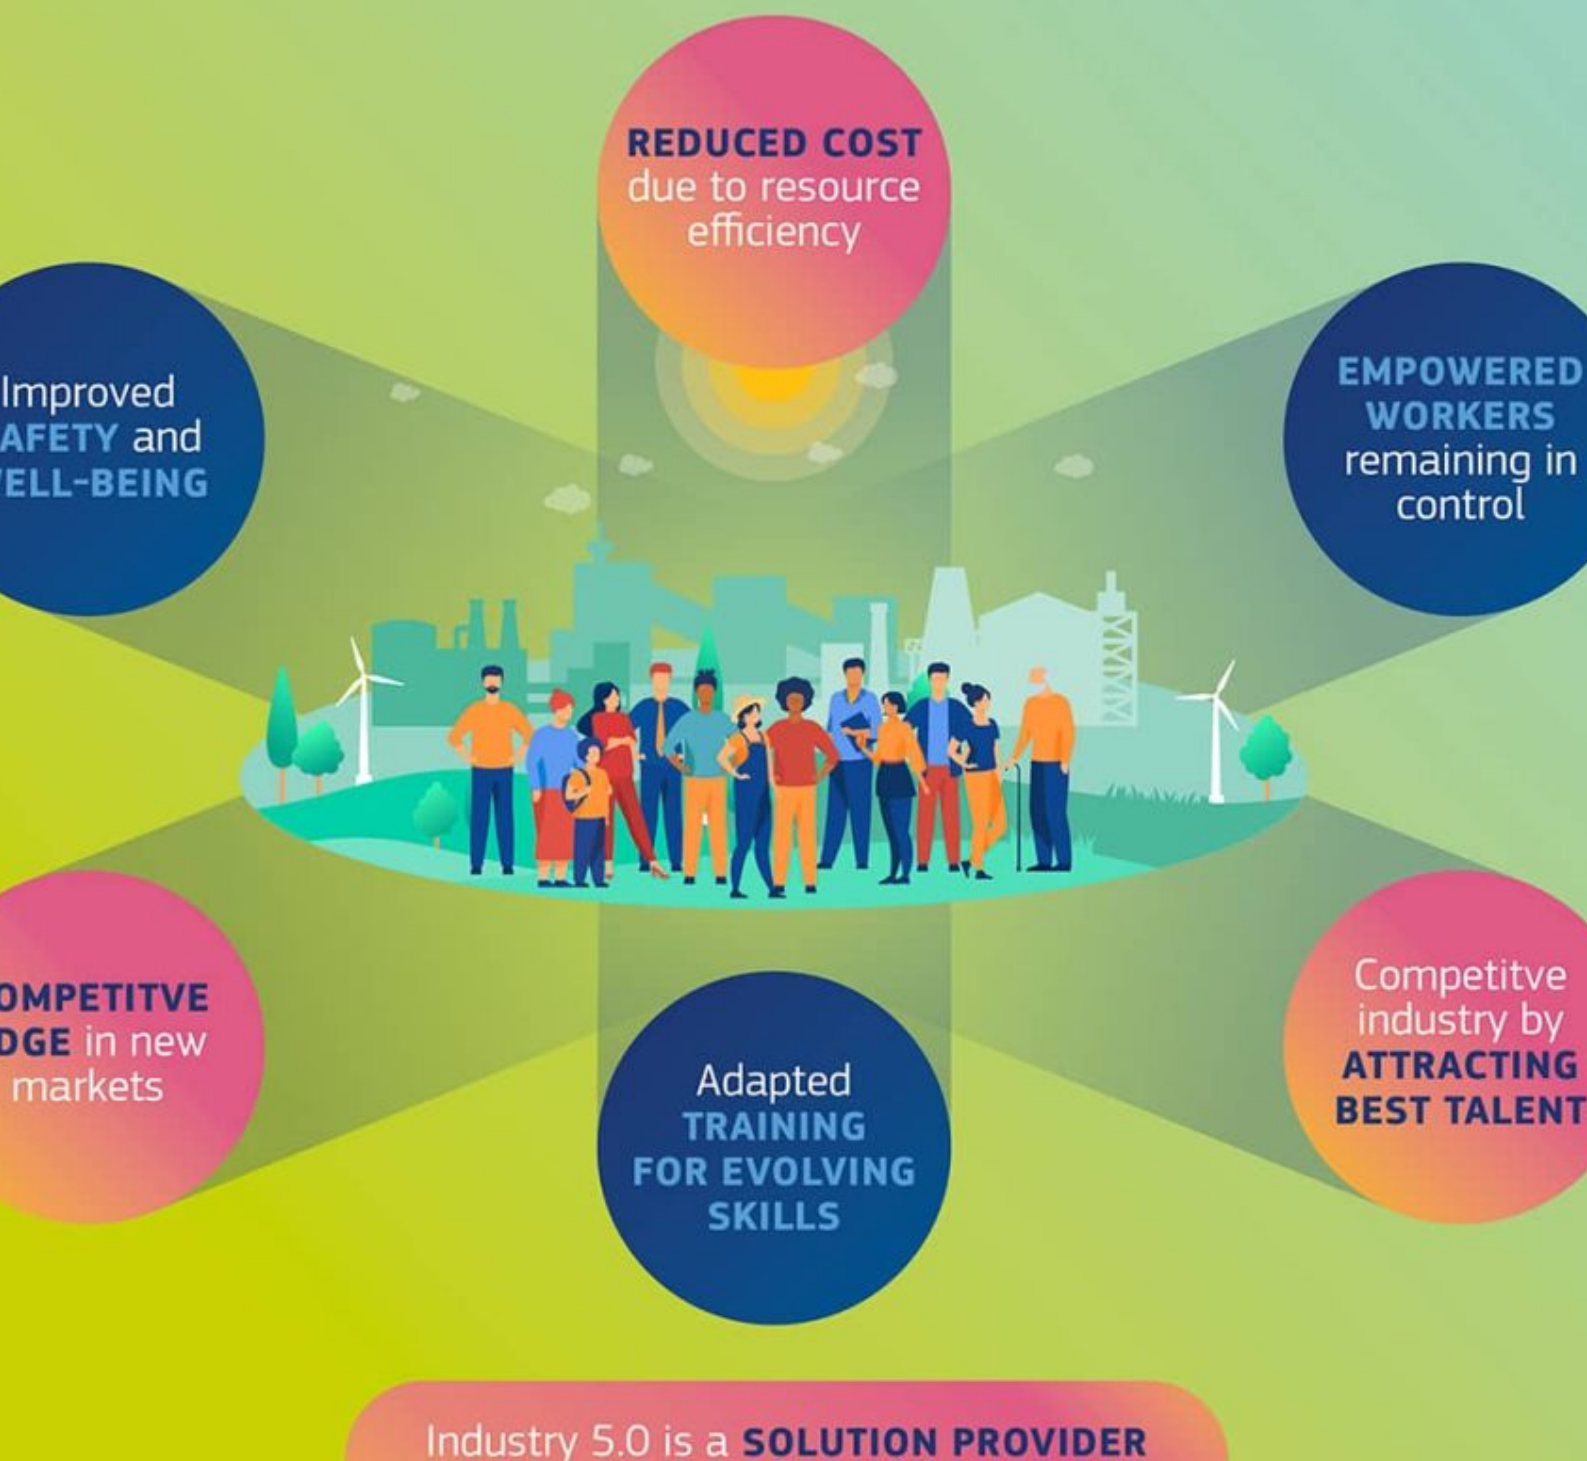 REDUCED COST
due to resource
efficiency
Improved
AFETY and
ELL-BEING
EMPOWERED
WORKERS
remaining in
control
OMPETITVE
DGE in new
markets
Adapted
TRAINING
FOR EVOLVING
SKILLS
Competitve
industry by
ATTRACTING
BEST TALENT
Industry 5.0 is a SOLUTION PROVIDER